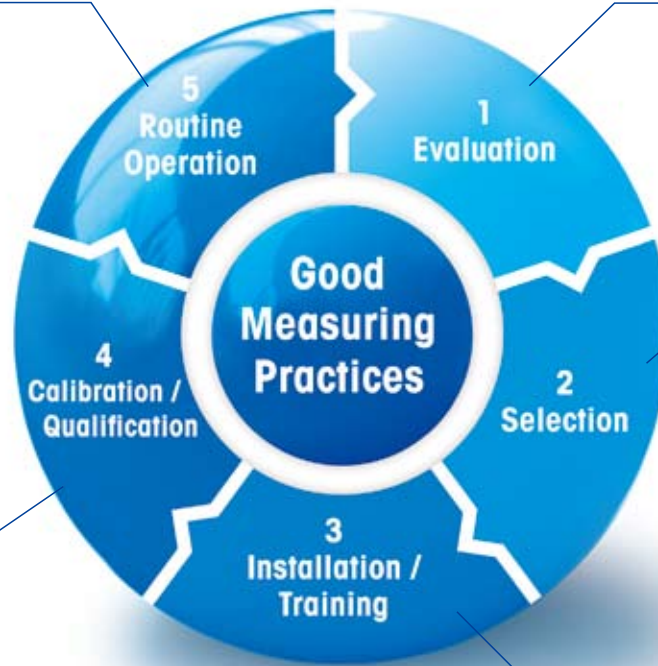 Good
Measuring
Practices
1
Evaluation
2
Selection
3
Installation /
Training
4
Calibration /
Qualification
5
Routine
Operation